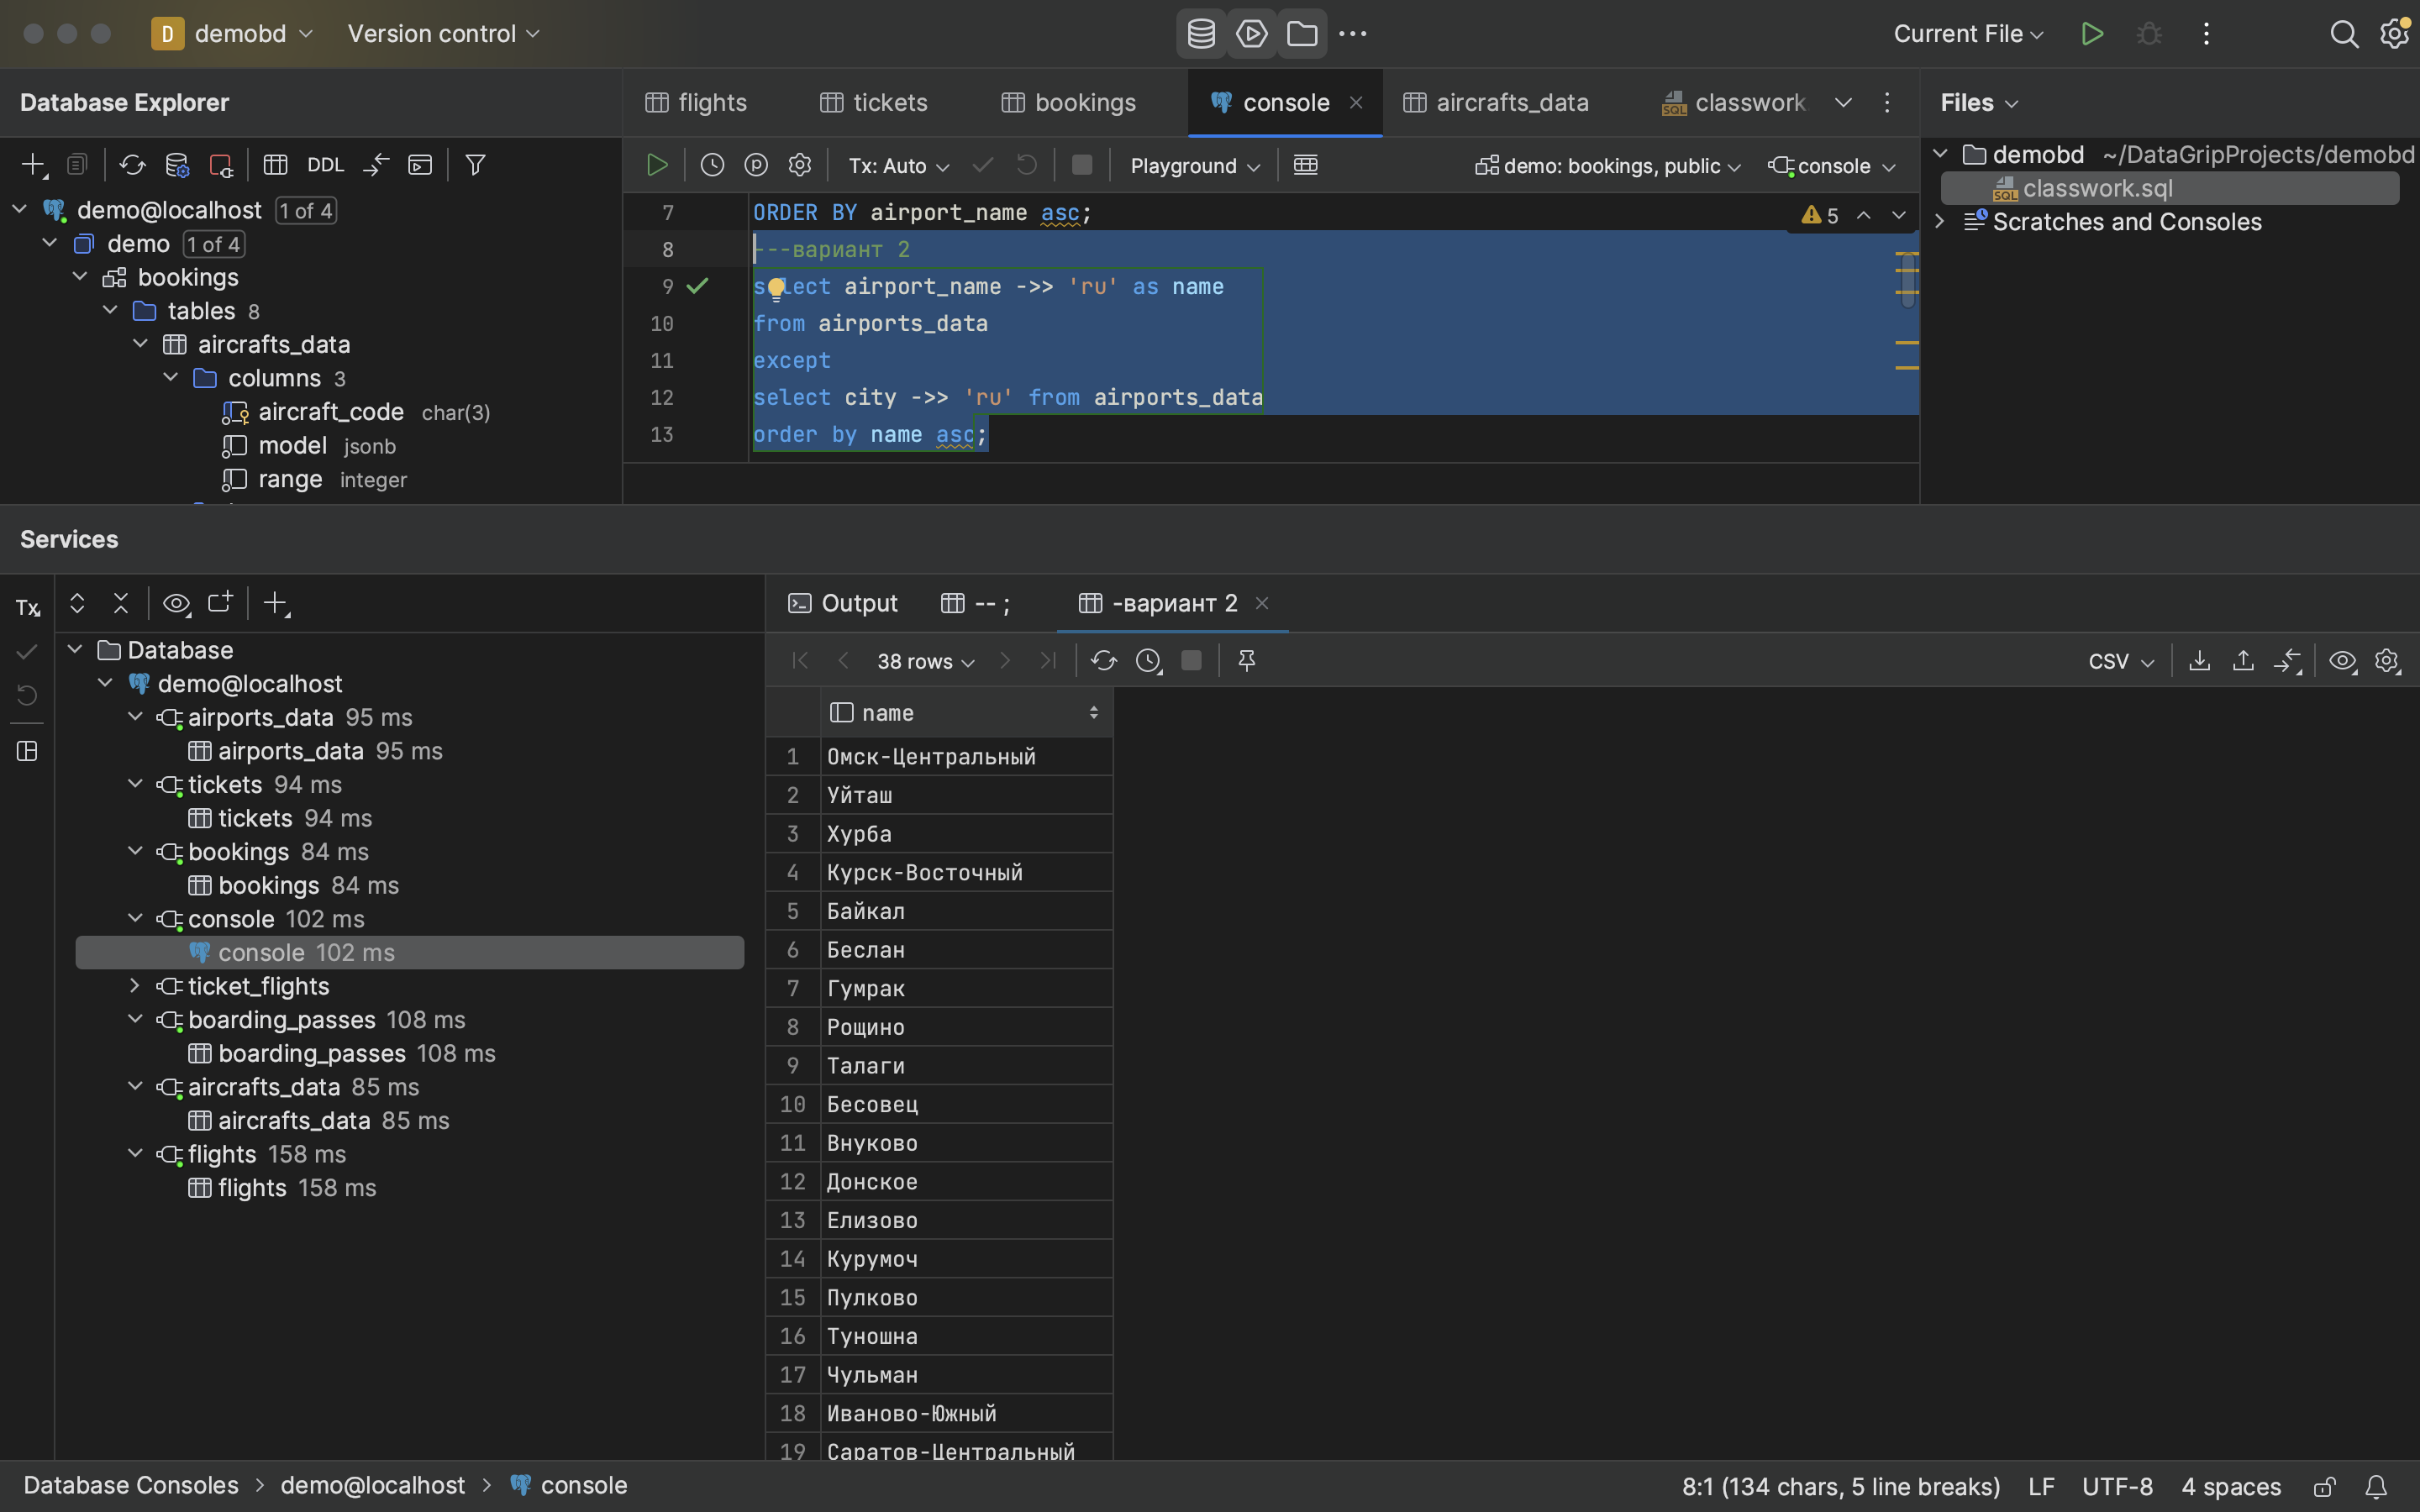 D demobd Version control Current File
Database Explorer
flights tickets bookings console aircrafts_data classwork
Files
DDL
Tx: Auto Playground demo: bookings, public console
demobd ~/DataGripProjects/demobd
classwork.sql
Scratches and Consoles
demo@localhost 1 of 4
demo 1 of 4
bookings
tables 8
aircrafts_data
columns 3
aircraft_code char(3)
model jsonb
range integer
7 ORDER BY airport_name asc;
5
8 ---вариант 2
9 select airport_name ->> 'ru' as name
10 from airports_data
11 except
12 select city ->> 'ru' from airports_data
13 order by name asc;
Services
Tx
Database
demo@localhost
airports_data 95 ms
airports_data 95 ms
tickets 94 ms
tickets 94 ms
bookings 84 ms
bookings 84 ms
console 102 ms
console 102 ms
ticket_flights
boarding_passes 108 ms
boarding_passes 108 ms
aircrafts_data 85 ms
aircrafts_data 85 ms
flights 158 ms
flights 158 ms
Output -- ; -вариант 2
38 rows CSV
name
1 Омск-Центральный
2 Уйташ
3 Хурба
4 Курск-Восточный
5 Байкал
6 Беслан
7 Гумрак
8 Рощино
9 Талаги
10 Бесовец
11 Внуково
12 Донское
13 Елизово
14 Курумоч
15 Пулково
16 Туношна
17 Чульман
18 Иваново-Южный
19 Саратов-Центральный
Database Consoles > demo@localhost > console
8:1 (134 chars, 5 line breaks) LF UTF-8 4 spaces